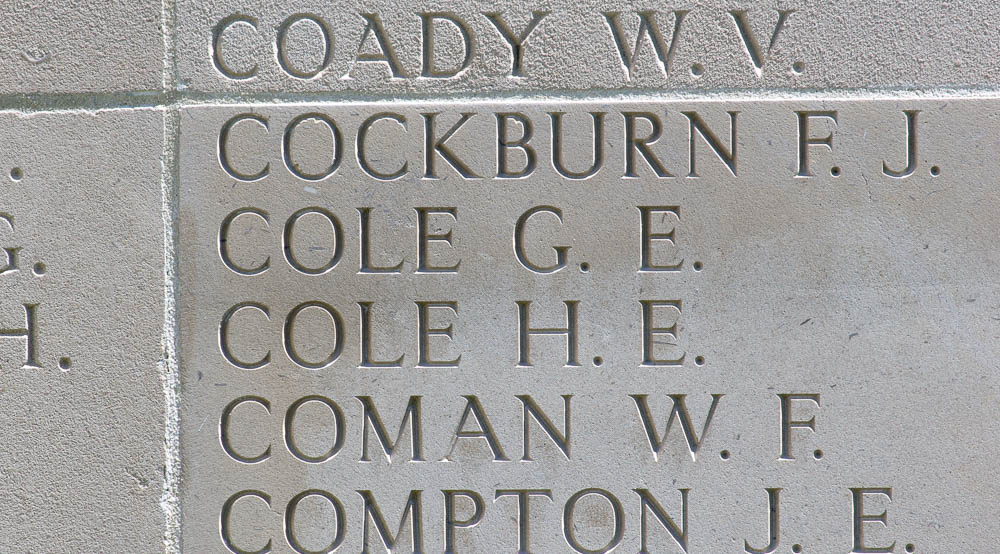 COADY W. V.
COCKBURN F. J.
COLE G. E.
G.
COLE H. E.
H.
COMAN W. F.
COMPTON J. E.